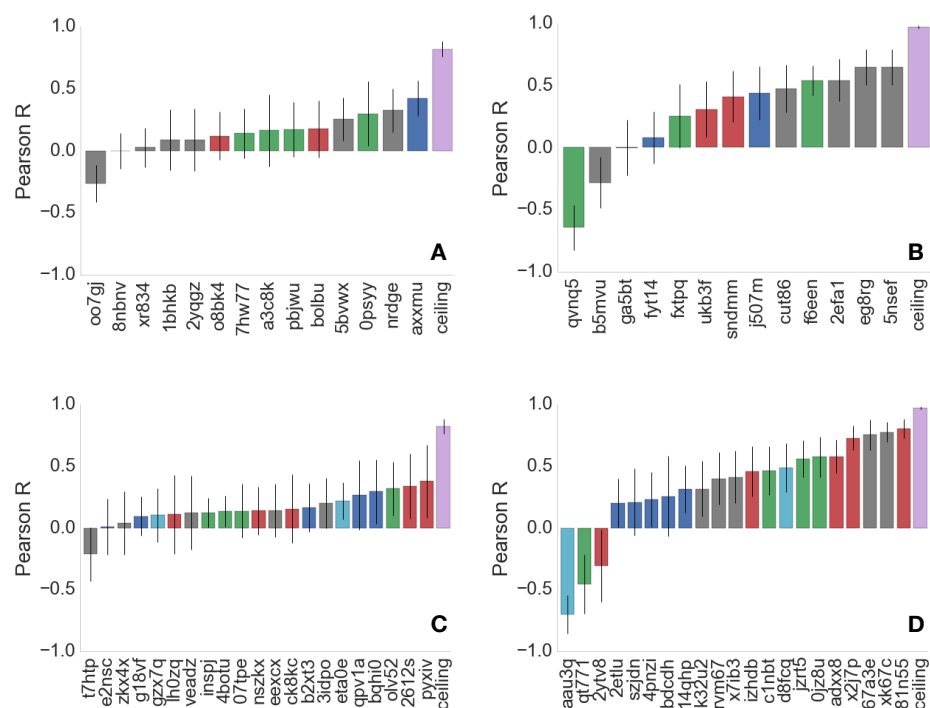 1.0
0.5
0.0
−0.5
−1.0
Pearson R
A
oo7gj
8nbnv
xr834
1bhkb
2yqgz
o8bk4
7hw77
a3c8k
pbjwu
bolbu
5bvwx
0psyy
nrdge
axxmu
ceiling
1.0
0.5
0.0
−0.5
−1.0
Pearson R
B
qvnq5
b5mvu
ga5bt
fyt14
fxtpq
ukb3f
sndmm
j507m
cut86
f6een
2efa1
eg8rg
5nsef
ceiling
1.0
0.5
0.0
−0.5
−1.0
Pearson R
C
t7htp
e2nsc
zkx4x
g18vf
gzx7q
lh0zq
veadz
inspj
4botu
07tpe
nszkx
eexcx
ck8kc
b2xt3
3idpo
eta0e
qpv1a
bqhi0
olv52
2612s
pyxiv
ceiling
1.0
0.5
0.0
−0.5
−1.0
Pearson R
D
aau3q
qt771
2ytv8
2etlu
szjdn
4pnzi
bdcdh
14qhp
k32u2
rvm67
x7ib3
izhdb
c1nbt
d8fcq
jzrt5
0jz8u
adxx8
x2j7p
67a3e
xk67c
81n55
ceiling